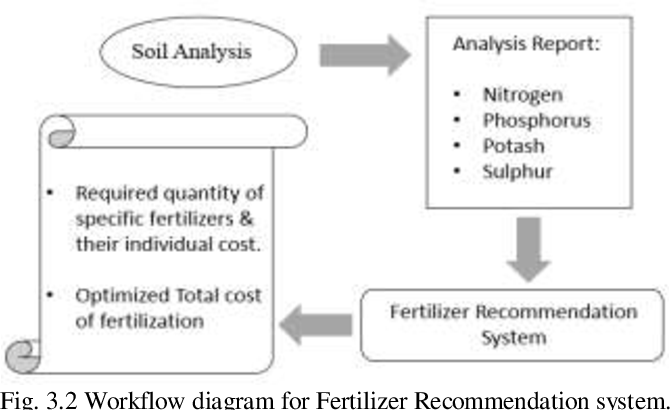 Soil Analysis
Analysis Report:
• Nitrogen
• Phosphorus
• Potash
• Sulphur
Fertilizer Recommendation
System
• Required quantity of
specific fertilizers &
their individual cost.
• Optimized Total cost
of fertilization
Fig. 3.2 Workflow diagram for Fertilizer Recommendation system.